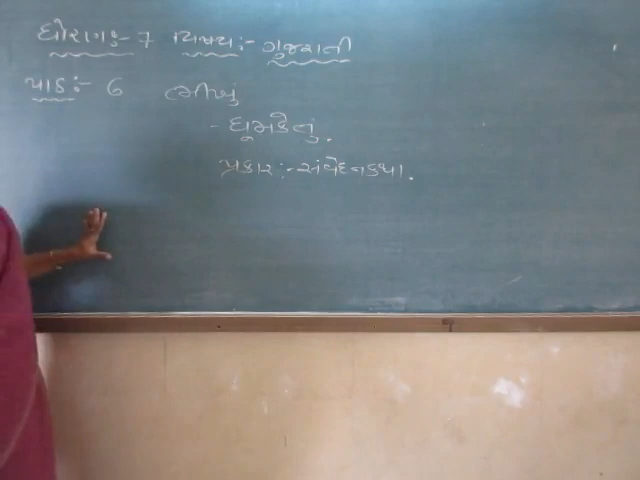 ધોરણ :- 7 વિષય :- ગુજરાતી
પાઠ :- 6 ભીખુ
- ધૂમકેતુ.
પ્રકાર :- સંવેદનકથા.